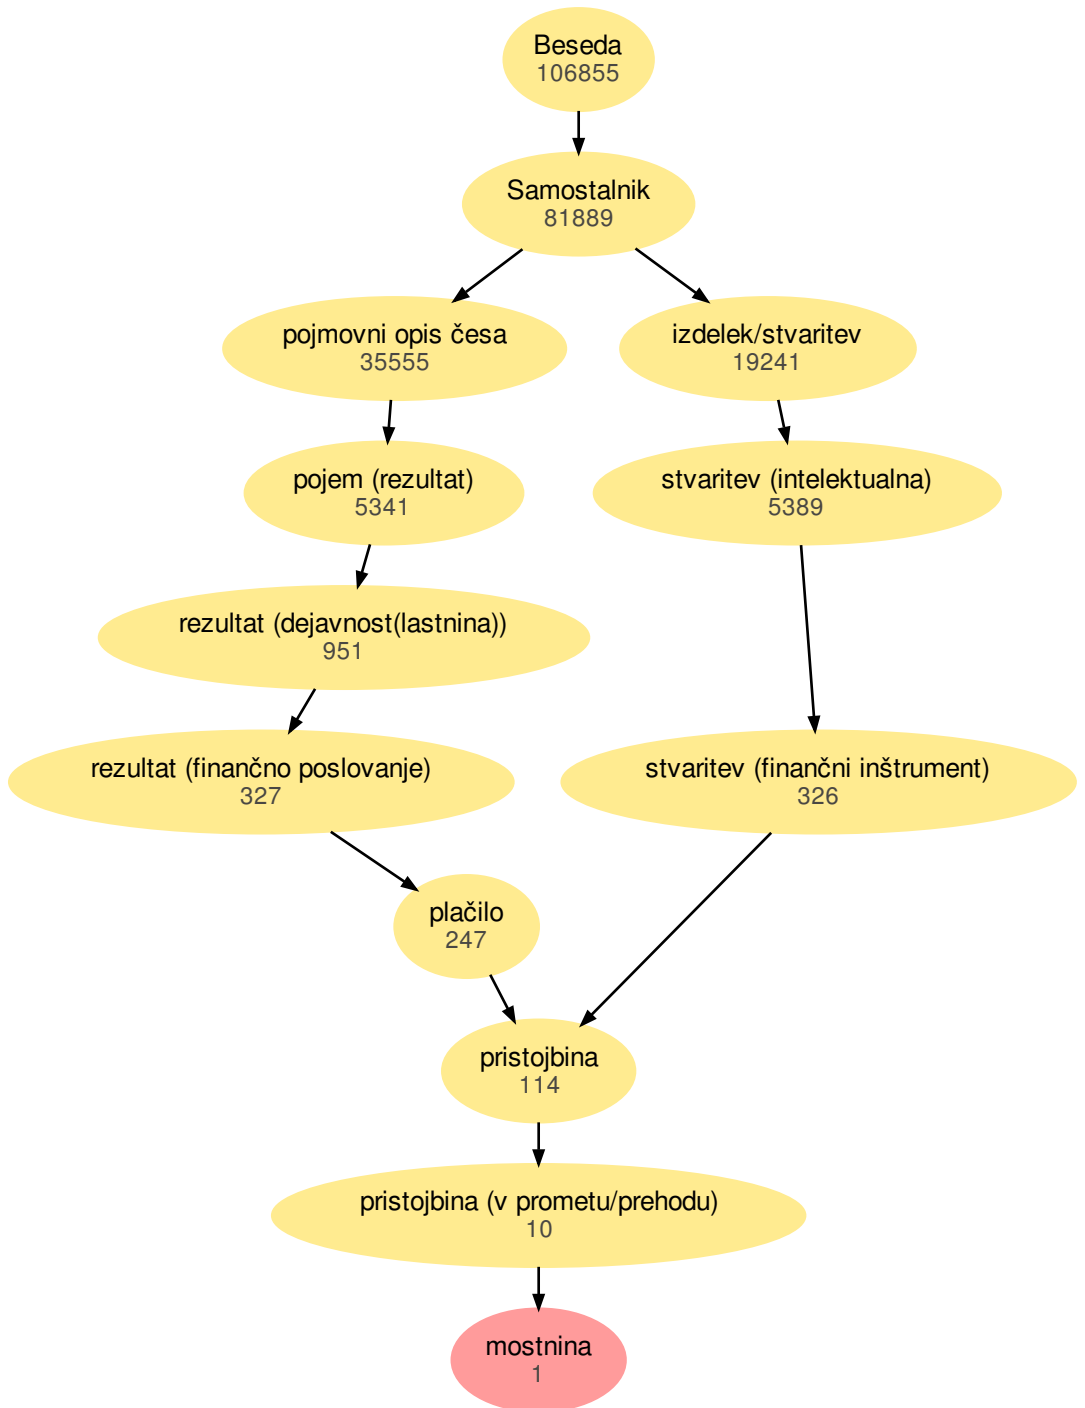 Beseda
106855
Samostalnik
81889
pojmovni opis česa
35555
izdelek/stvaritev
19241
pojem (rezultat)
5341
stvaritev (intelektualna)
5389
rezultat (dejavnost(lastnina))
951
rezultat (finančno poslovanje)
327
stvaritev (finančni inštrument)
326
plačilo
247
pristojbina
114
pristojbina (v prometu/prehodu)
10
mostnina
1